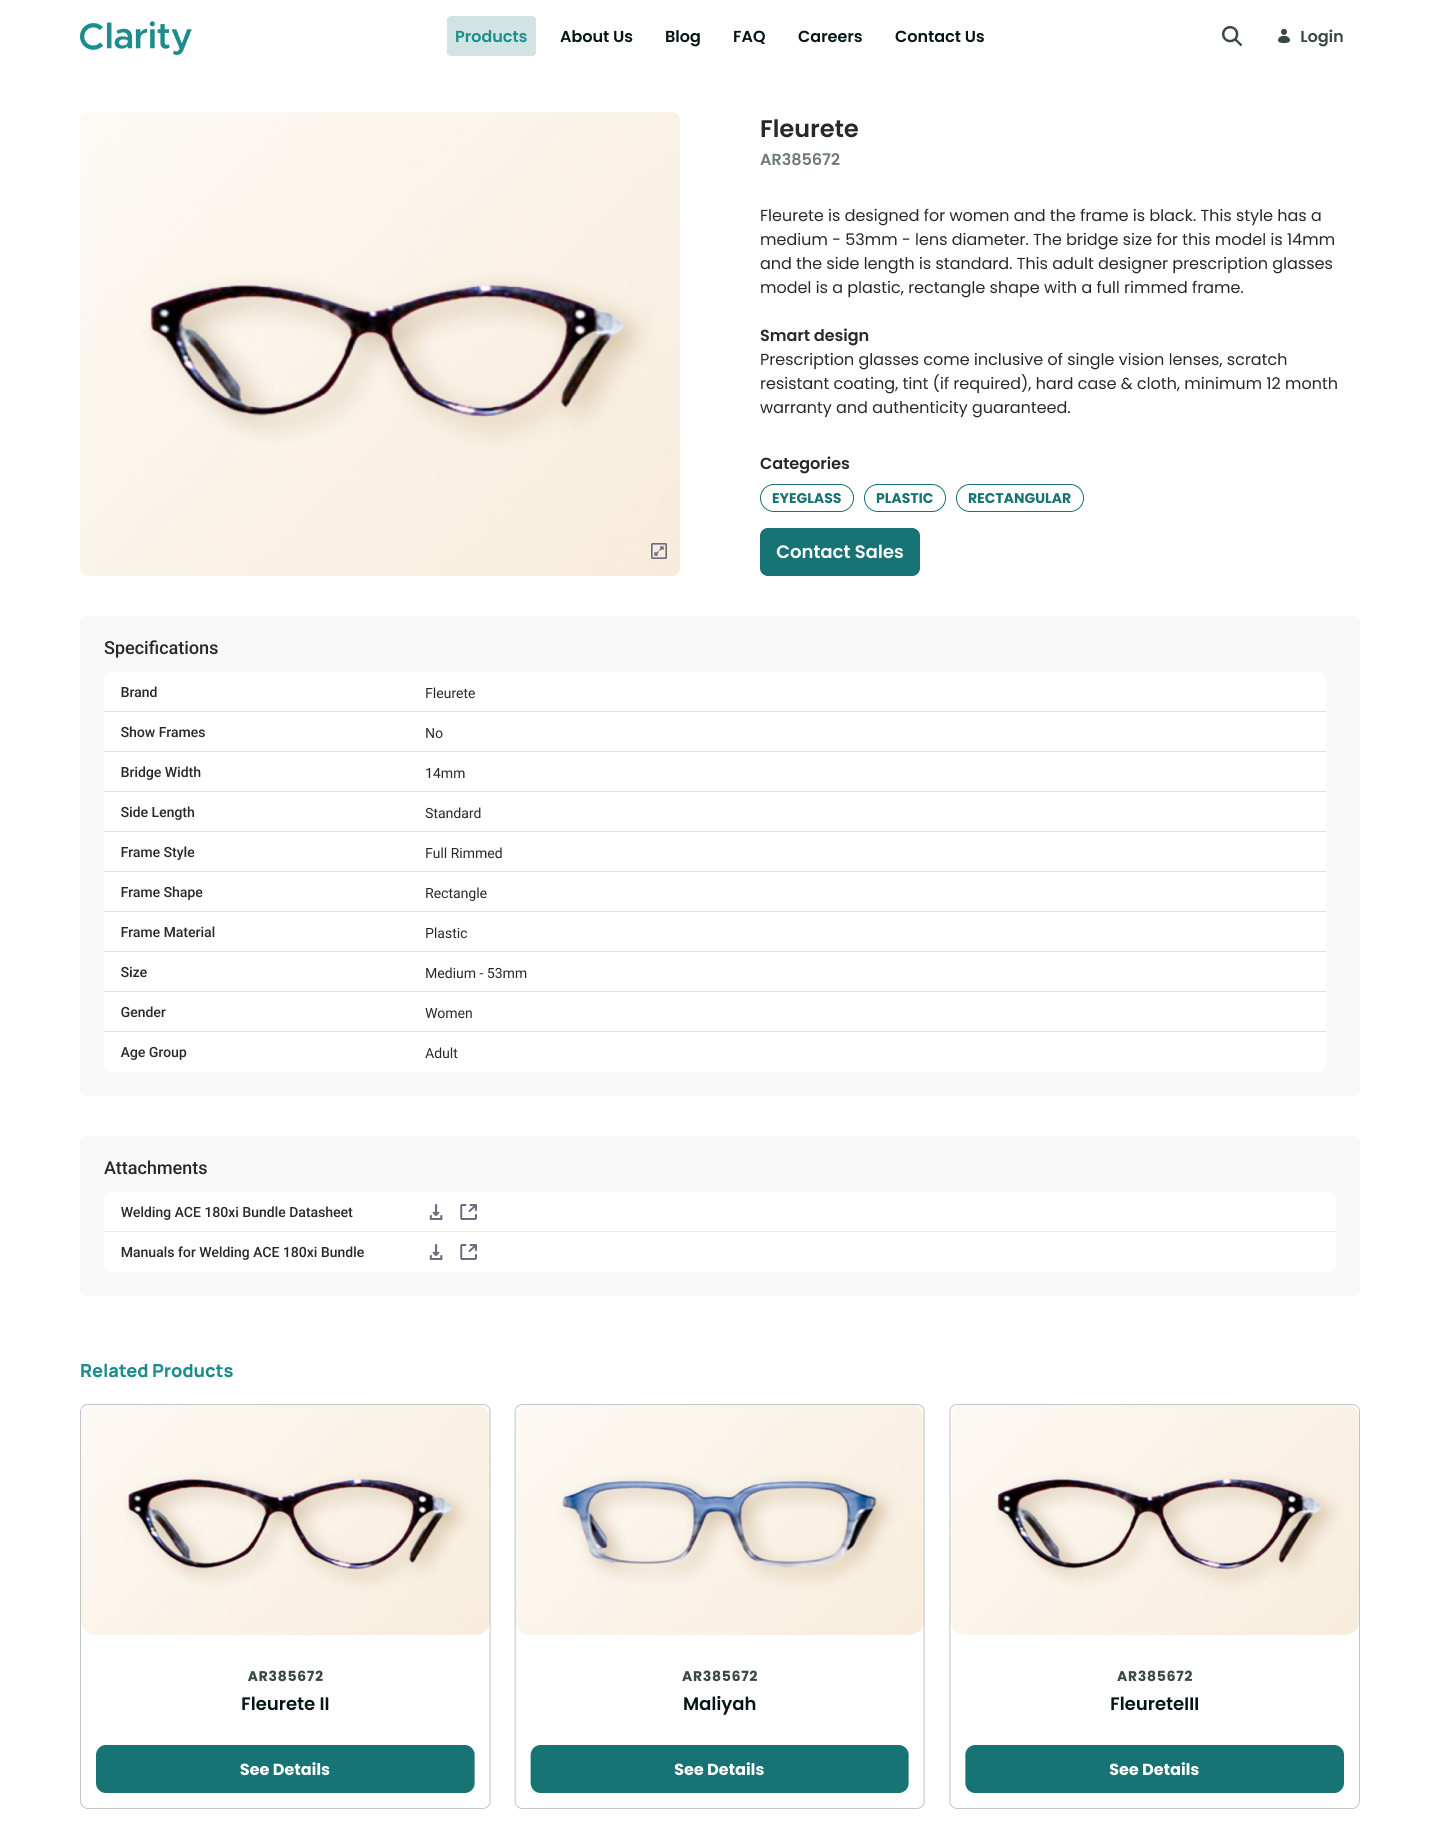 Clarity
Products
About Us
Blog
FAQ
Careers
Contact Us
Login
Fleurete
AR385672
Fleurete is designed for women and the frame is black. This style has a
medium - 53mm - lens diameter. The bridge size for this model is 14mm
and the side length is standard. This adult designer prescription glasses
model is a plastic, rectangle shape with a full rimmed frame.
Smart design
Prescription glasses come inclusive of single vision lenses, scratch
resistant coating, tint (if required), hard case & cloth, minimum 12 month
warranty and authenticity guaranteed.
Categories
EYEGLASS
PLASTIC
RECTANGULAR
Contact Sales
Specifications
Brand Fleurete
Show Frames No
Bridge Width 14mm
Side Length Standard
Frame Style Full Rimmed
Frame Shape Rectangle
Frame Material Plastic
Size Medium - 53mm
Gender Women
Age Group Adult
Attachments
Welding ACE 180xi Bundle Datasheet
Manuals for Welding ACE 180xi Bundle
Related Products
AR385672
Fleurete II
See Details
AR385672
Maliyah
See Details
AR385672
FleureteIII
See Details